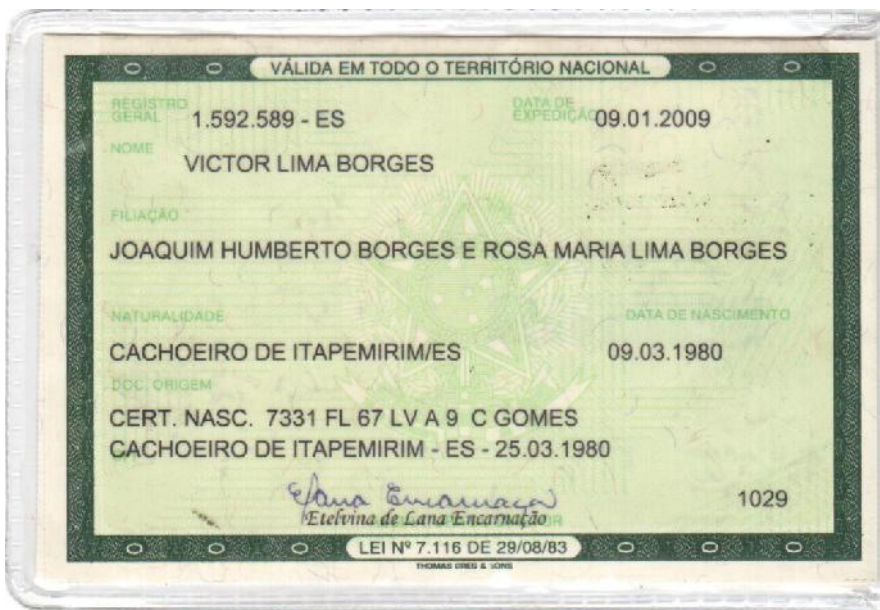 VÁLIDA EM TODO O TERRITÓRIO NACIONAL
REGISTRO GERAL 1.592.589 - ES DATA DE EXPEDIÇÃO 09.01.2009
NOME
VICTOR LIMA BORGES
FILIAÇÃO
JOAQUIM HUMBERTO BORGES E ROSA MARIA LIMA BORGES
NATURALIDADE DATA DE NASCIMENTO
CACHOEIRO DE ITAPEMIRIM/ES 09.03.1980
DOC. ORIGEM
CERT. NASC. 7331 FL 67 LV A 9 C GOMES
CACHOEIRO DE ITAPEMIRIM - ES - 25.03.1980
Etelvina de Lana Encarnação
1029
LEI Nº 7.116 DE 29/08/83
THOMAS GREG & SONS